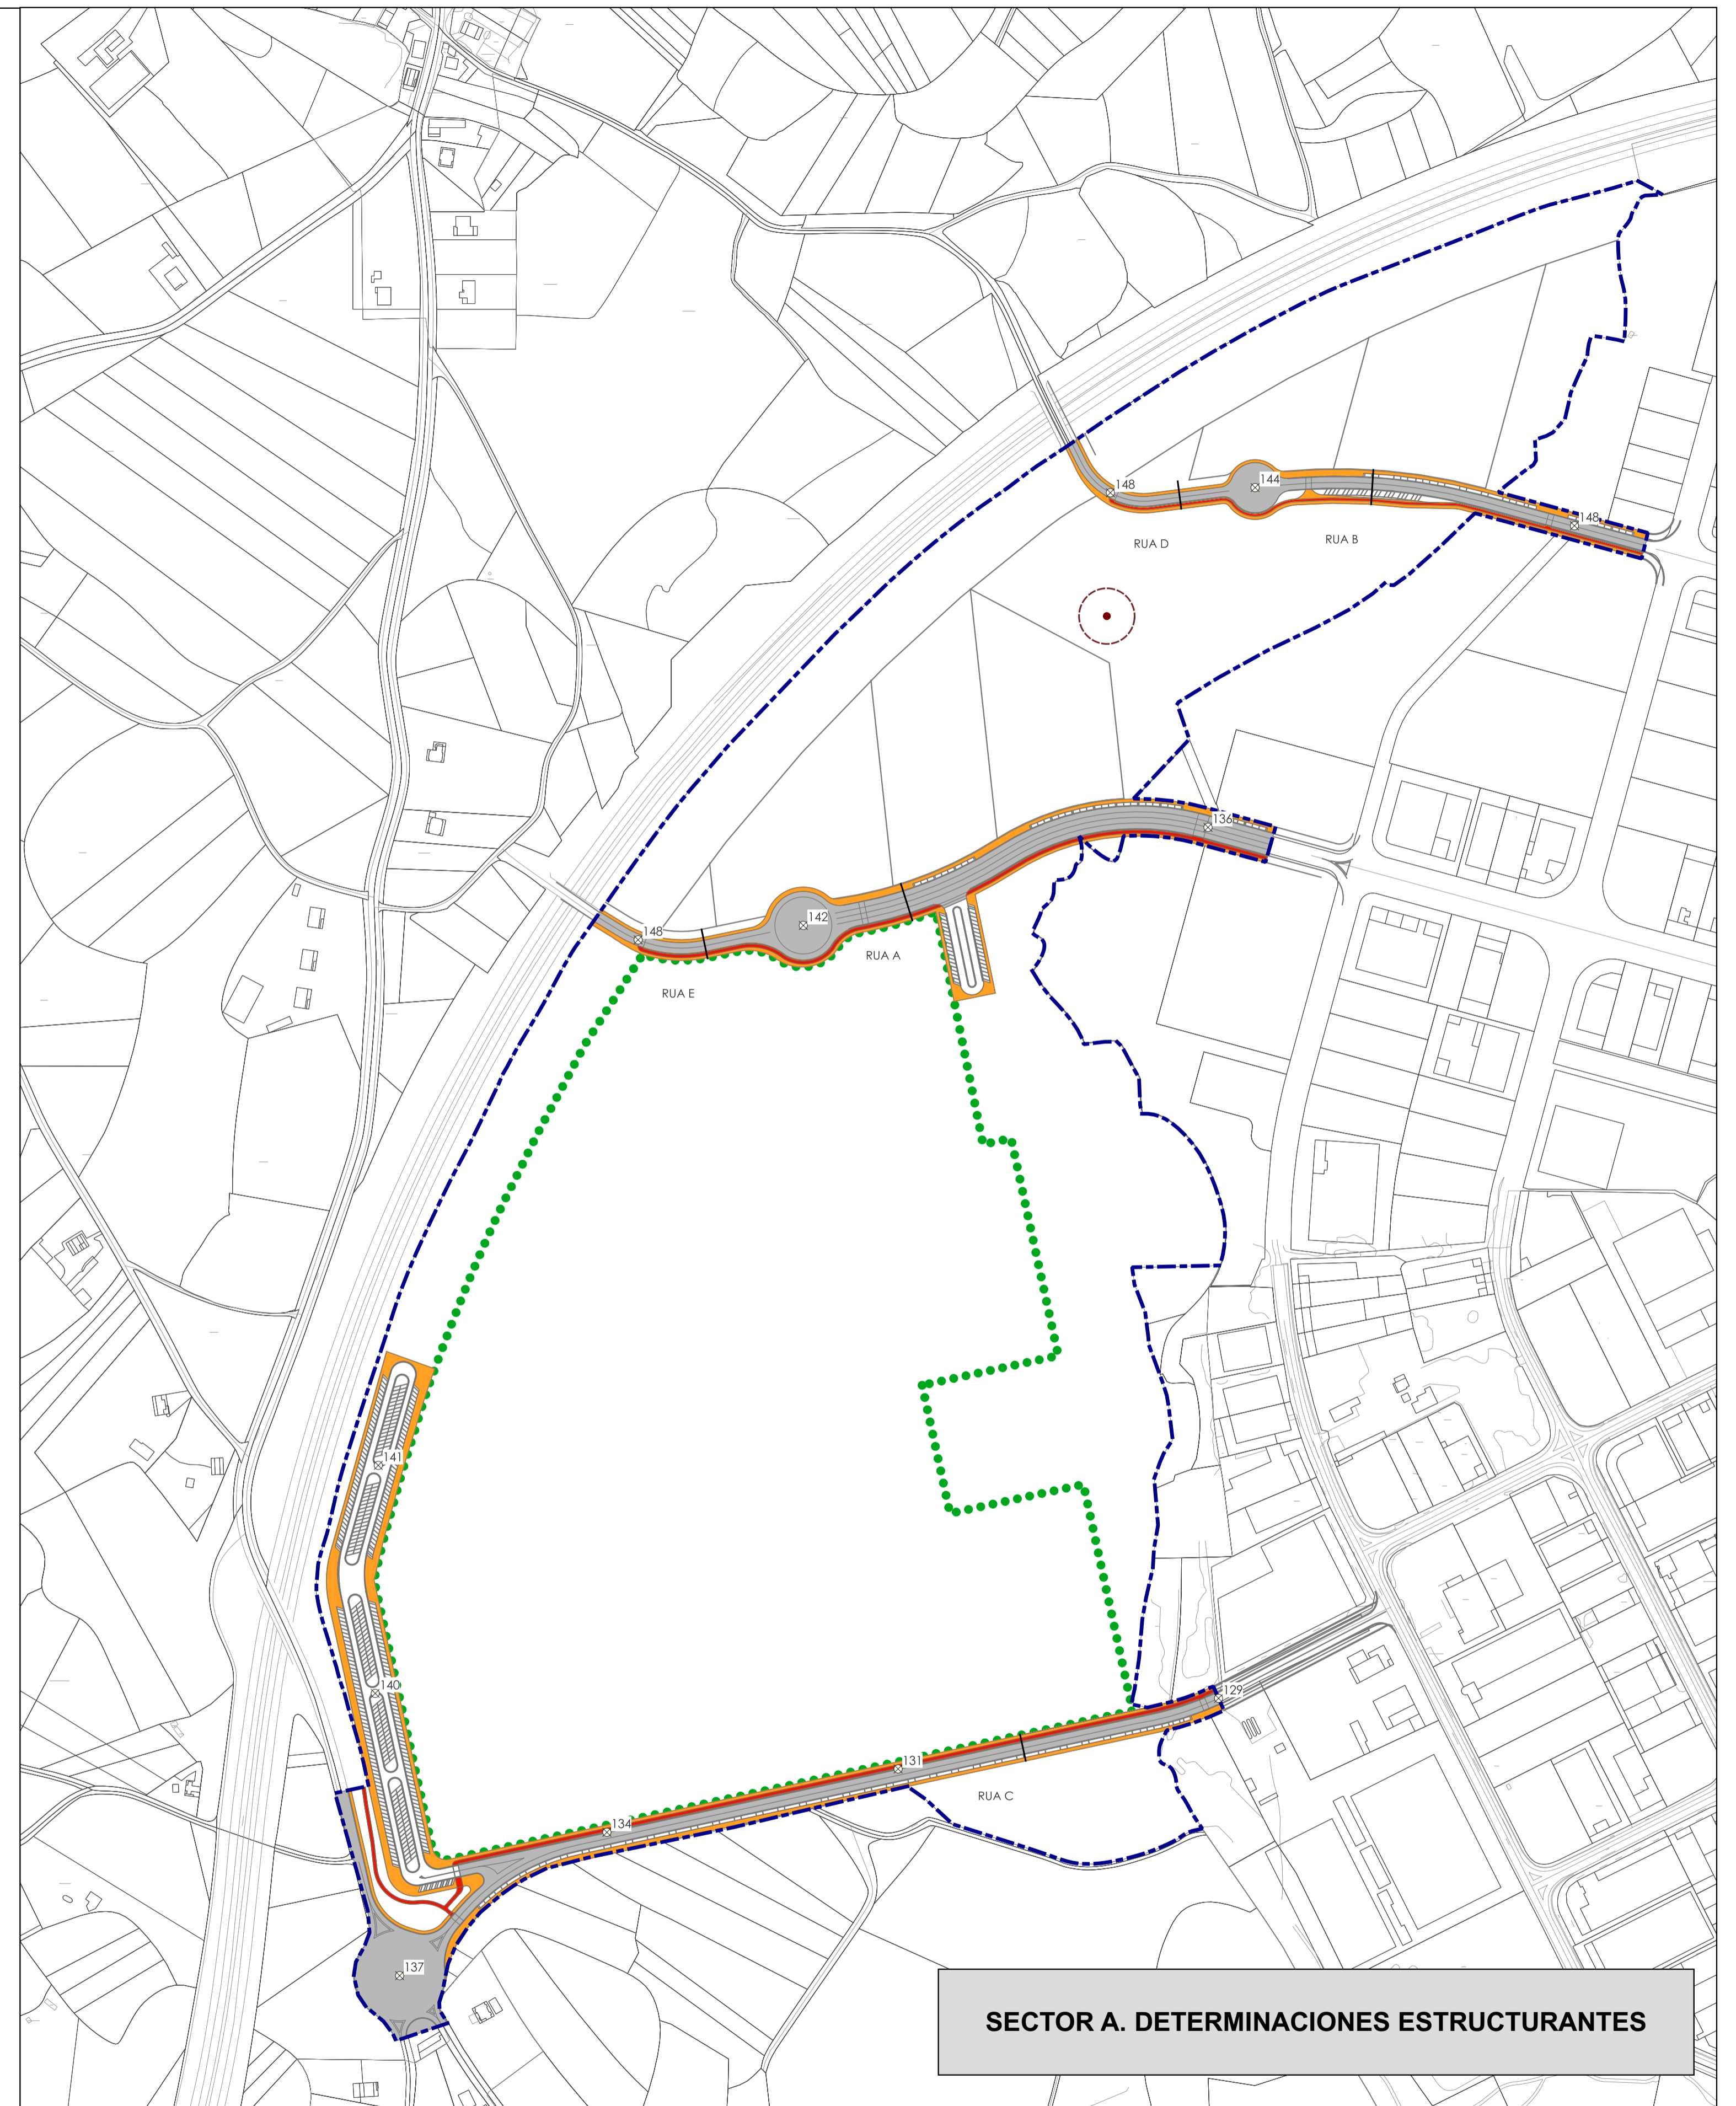 148
144
148
RUA D
RUA B
136
142
148
RUA A
RUA E
141
140
129
131
RUA C
134
137
SECTOR A. DETERMINACIONES ESTRUCTURANTES